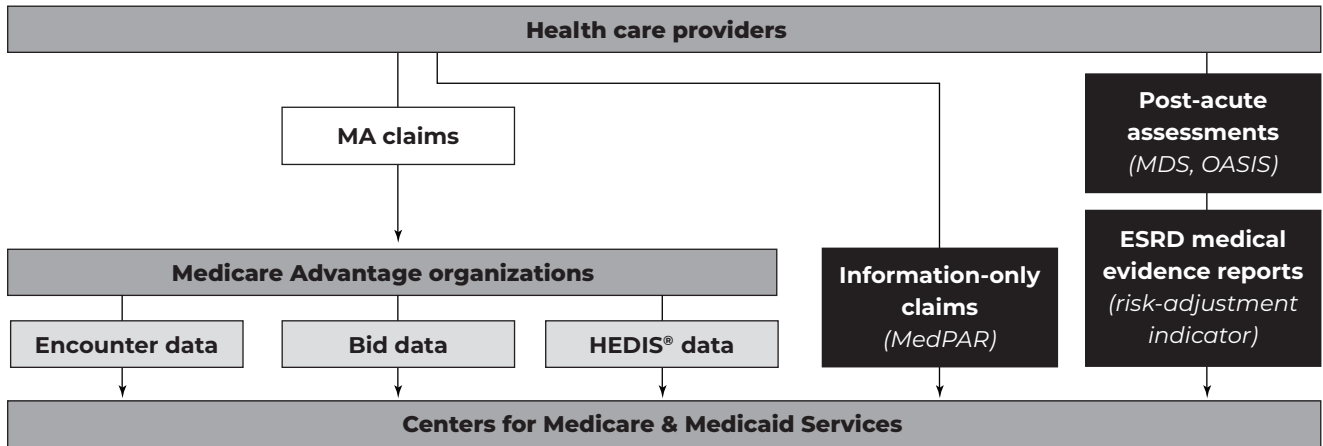 Health care providers
MA claims
Post-acute
assessments
(MDS, OASIS)
Medicare Advantage organizations
Information-only
claims
(MedPAR)
ESRD medical
evidence reports
(risk-adjustment
indicator)
Encounter data
Bid data
HEDIS® data
Centers for Medicare & Medicaid Services